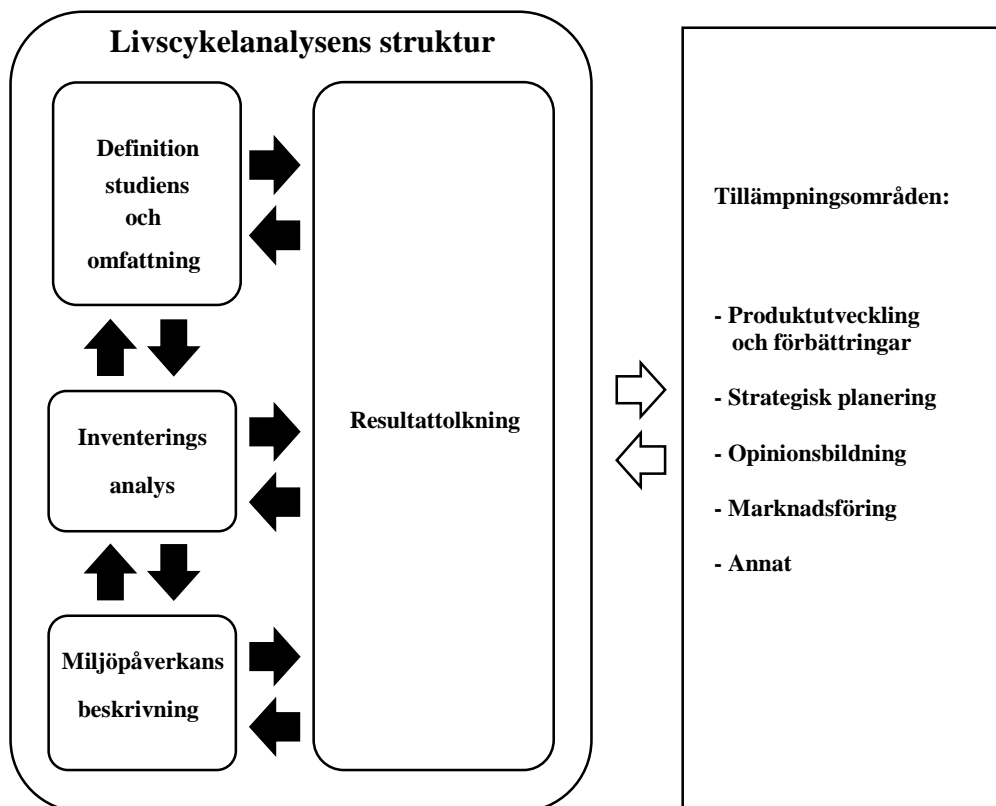 Livscykelanalysens struktur
Definition
studiens
och
omfattning
Inventerings
analys
Miljöpåverkans
beskrivning
Resultattolkning
Tillämpningsområden:
- Produktutveckling
och förbättringar
- Strategisk planering
- Opinionsbildning
- Marknadsföring
- Annat